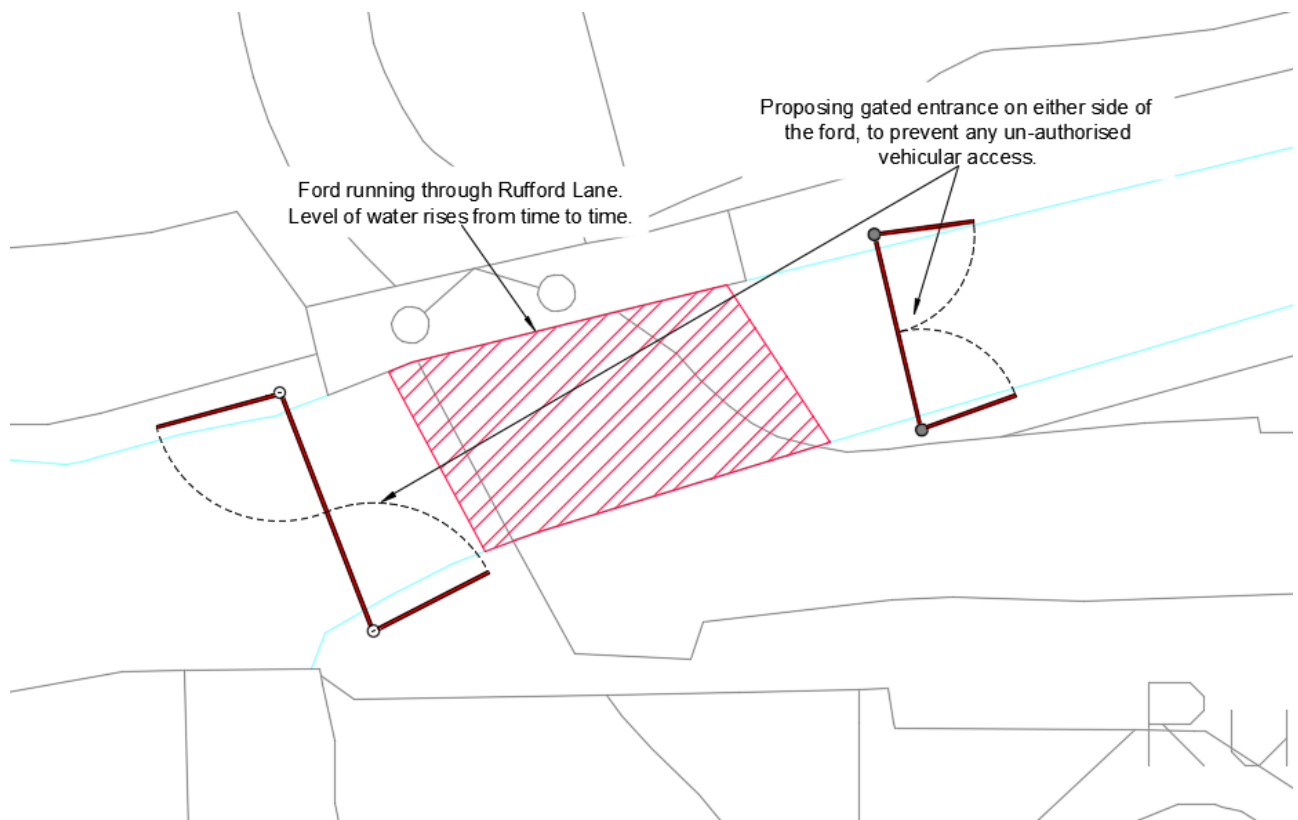 Proposing gated entrance on either side of
the ford, to prevent any un-authorised
vehicular access.
Ford running through Rufford Lane.
Level of water rises from time to time.
Ru